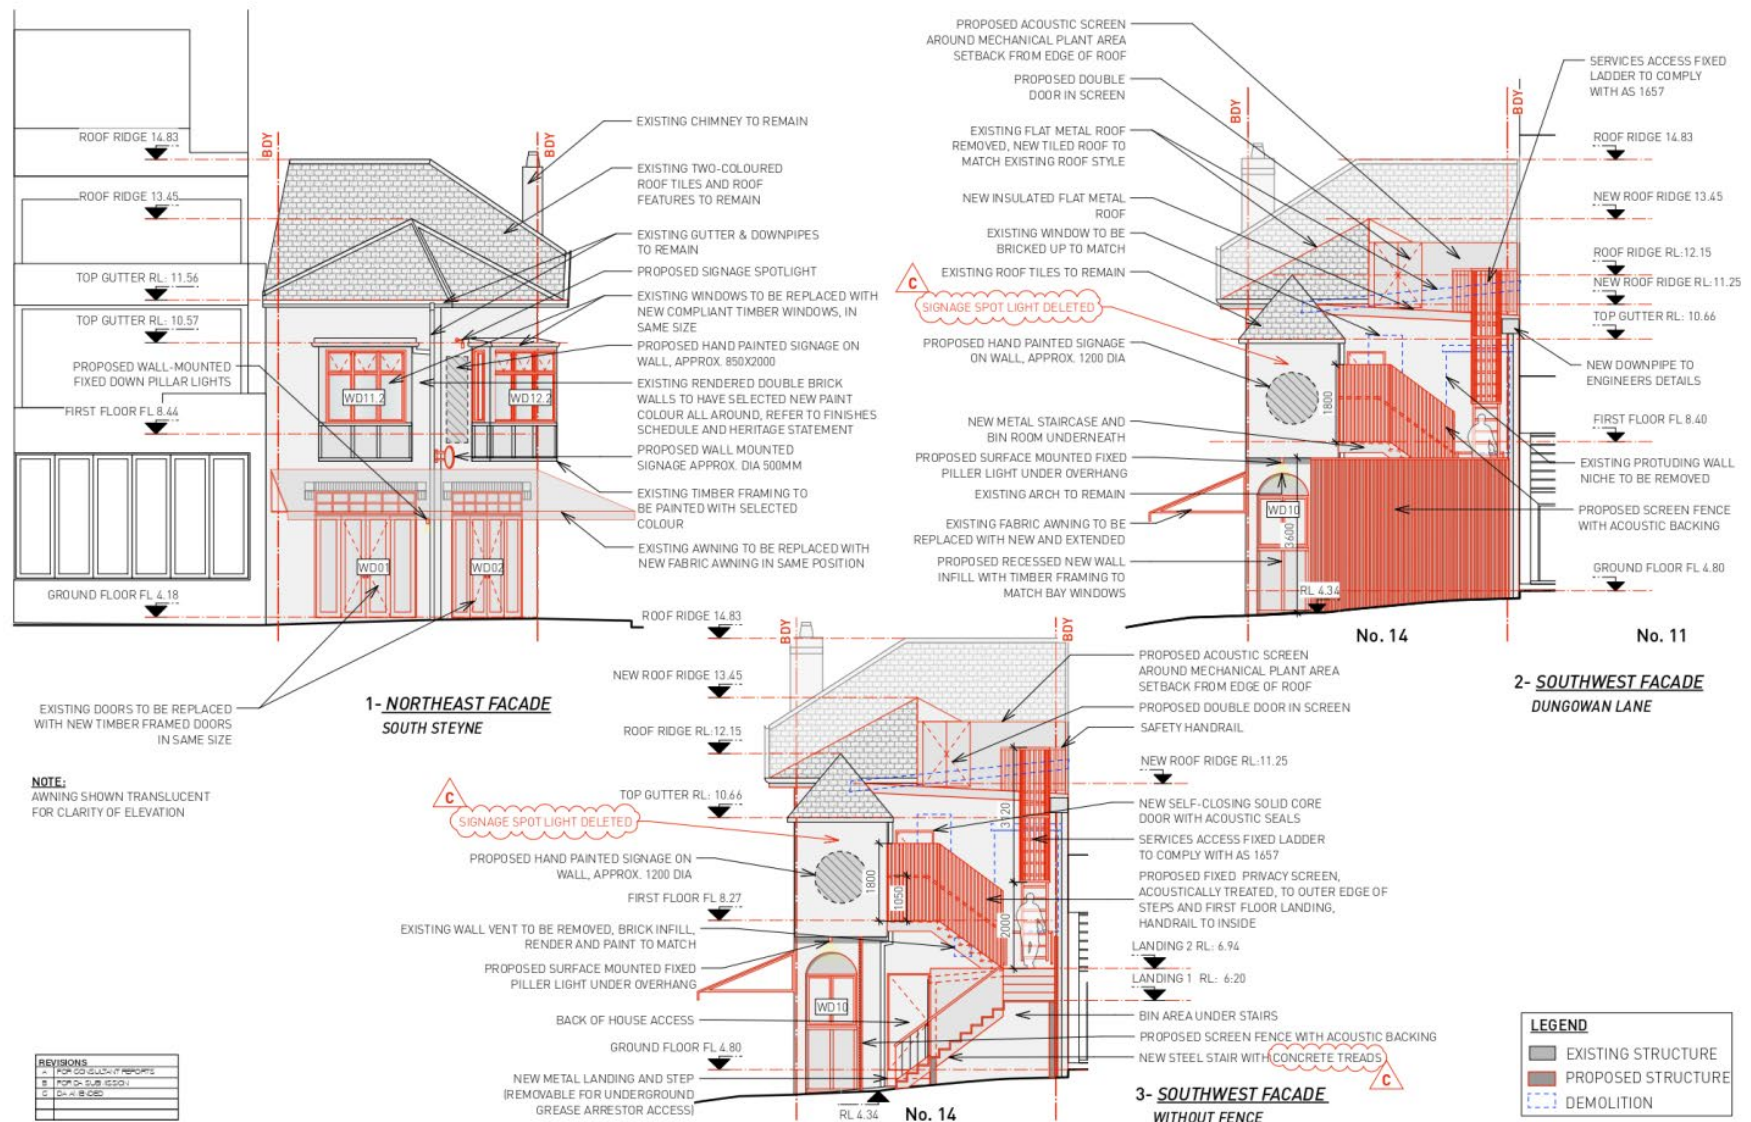 ROOF RIDGE 14.83
ROOF RIDGE 13.45
TOP GUTTER RL: 11.56
TOP GUTTER RL: 10.57
PROPOSED WALL-MOUNTED
FIXED DOWN PILLAR LIGHTS
FIRST FLOOR FL 8.44
GROUND FLOOR FL 4.18
BDY
BDY
WD11.2
WD12.2
WD01
WD02
EXISTING CHIMNEY TO REMAIN
EXISTING TWO-COLOURED
ROOF TILES AND ROOF
FEATURES TO REMAIN
EXISTING GUTTER & DOWNPIPES
TO REMAIN
PROPOSED SIGNAGE SPOTLIGHT
EXISTING WINDOWS TO BE REPLACED WITH
NEW COMPLIANT TIMBER WINDOWS, IN
SAME SIZE
PROPOSED HAND PAINTED SIGNAGE ON
WALL, APPROX. 850X2000
EXISTING RENDERED DOUBLE BRICK
WALLS TO HAVE SELECTED NEW PAINT
COLOUR ALL AROUND, REFER TO FINISHES
SCHEDULE AND HERITAGE STATEMENT
PROPOSED WALL MOUNTED
SIGNAGE APPROX. DIA 500MM
EXISTING TIMBER FRAMING TO
BE PAINTED WITH SELECTED
COLOUR
EXISTING AWNING TO BE REPLACED WITH
NEW FABRIC AWNING IN SAME POSITION
EXISTING DOORS TO BE REPLACED
WITH NEW TIMBER FRAMED DOORS
IN SAME SIZE
1- NORTHEAST FACADE
SOUTH STEYNE
NOTE:
AWNING SHOWN TRANSLUCENT
FOR CLARITY OF ELEVATION
PROPOSED ACOUSTIC SCREEN
AROUND MECHANICAL PLANT AREA
SETBACK FROM EDGE OF ROOF
PROPOSED DOUBLE
DOOR IN SCREEN
EXISTING FLAT METAL ROOF
REMOVED, NEW TILED ROOF TO
MATCH EXISTING ROOF STYLE
NEW INSULATED FLAT METAL
ROOF
EXISTING WINDOW TO BE
BRICKED UP TO MATCH
EXISTING ROOF TILES TO REMAIN
C
SIGNAGE SPOT LIGHT DELETED
PROPOSED HAND PAINTED SIGNAGE
ON WALL, APPROX. 1200 DIA
NEW METAL STAIRCASE AND
BIN ROOM UNDERNEATH
PROPOSED SURFACE MOUNTED FIXED
PILLER LIGHT UNDER OVERHANG
EXISTING ARCH TO REMAIN
EXISTING FABRIC AWNING TO BE
REPLACED WITH NEW AND EXTENDED
PROPOSED RECESSED NEW WALL
INFILL WITH TIMBER FRAMING TO
MATCH BAY WINDOWS
BDY
BDY
1800
WD10
3600
RL 4.34
No. 14
No. 11
SERVICES ACCESS FIXED
LADDER TO COMPLY
WITH AS 1657
ROOF RIDGE 14.83
NEW ROOF RIDGE 13.45
ROOF RIDGE RL:12.15
NEW ROOF RIDGE RL:11.25
TOP GUTTER RL: 10.66
NEW DOWNPIPE TO
ENGINEERS DETAILS
FIRST FLOOR FL 8.40
EXISTING PROTUDING WALL
NICHE TO BE REMOVED
PROPOSED SCREEN FENCE
WITH ACOUSTIC BACKING
GROUND FLOOR FL 4.80
2- SOUTHWEST FACADE
DUNGOWAN LANE
ROOF RIDGE 14.83
NEW ROOF RIDGE 13.45
ROOF RIDGE RL:12.15
C
TOP GUTTER RL: 10.66
SIGNAGE SPOT LIGHT DELETED
PROPOSED HAND PAINTED SIGNAGE ON
WALL, APPROX. 1200 DIA
FIRST FLOOR FL 8.27
EXISTING WALL VENT TO BE REMOVED, BRICK INFILL,
RENDER AND PAINT TO MATCH
PROPOSED SURFACE MOUNTED FIXED
PILLER LIGHT UNDER OVERHANG
BACK OF HOUSE ACCESS
GROUND FLOOR FL 4.80
NEW METAL LANDING AND STEP
(REMOVABLE FOR UNDERGROUND
GREASE ARRESTOR ACCESS)
BDY
BDY
3120
1800
1050
2000
WD10
RL 4.34
No. 14
PROPOSED ACOUSTIC SCREEN
AROUND MECHANICAL PLANT AREA
SETBACK FROM EDGE OF ROOF
PROPOSED DOUBLE DOOR IN SCREEN
SAFETY HANDRAIL
NEW ROOF RIDGE RL:11.25
NEW SELF-CLOSING SOLID CORE
DOOR WITH ACOUSTIC SEALS
SERVICES ACCESS FIXED LADDER
TO COMPLY WITH AS 1657
PROPOSED FIXED PRIVACY SCREEN,
ACOUSTICALLY TREATED, TO OUTER EDGE OF
STEPS AND FIRST FLOOR LANDING,
HANDRAIL TO INSIDE
LANDING 2 RL: 6.94
LANDING 1 RL: 6:20
BIN AREA UNDER STAIRS
PROPOSED SCREEN FENCE WITH ACOUSTIC BACKING
NEW STEEL STAIR WITH CONCRETE TREADS
C
3- SOUTHWEST FACADE
WITHOUT FENCE
REVISIONS
A FOR CONSULTANT REPORTS
B FOR DA SUBMISSION
C
LEGEND
EXISTING STRUCTURE
PROPOSED STRUCTURE
DEMOLITION